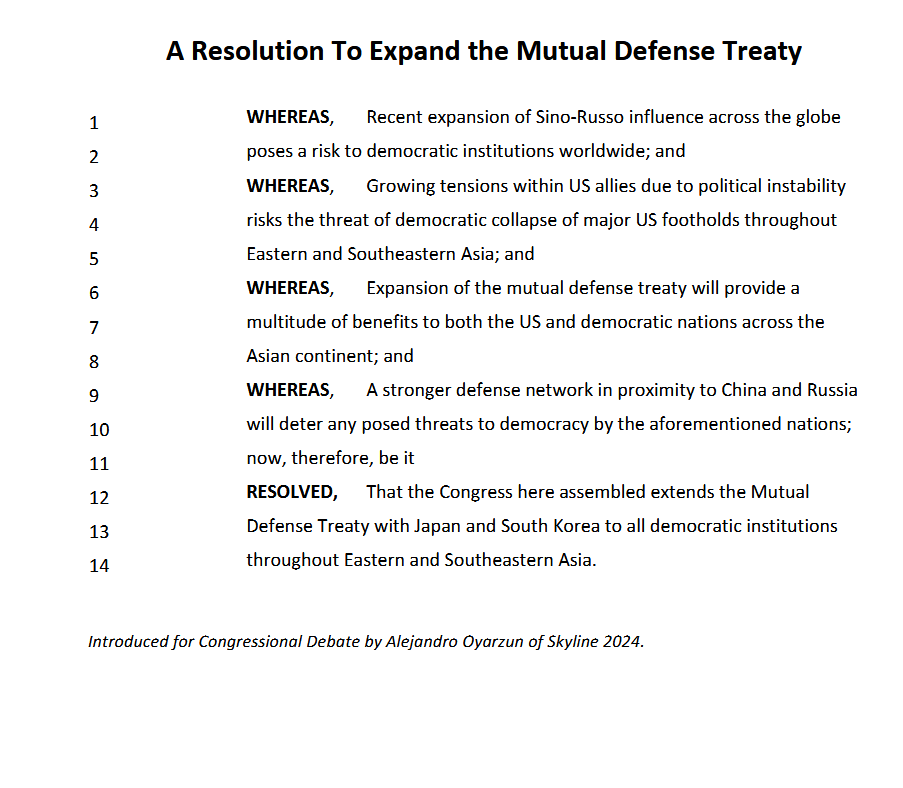 A Resolution To Expand the Mutual Defense Treaty
1 WHEREAS, Recent expansion of Sino-Russo influence across the globe
2 poses a risk to democratic institutions worldwide; and
3 WHEREAS, Growing tensions within US allies due to political instability
4 risks the threat of democratic collapse of major US footholds throughout
5 Eastern and Southeastern Asia; and
6 WHEREAS, Expansion of the mutual defense treaty will provide a
7 multitude of benefits to both the US and democratic nations across the
8 Asian continent; and
9 WHEREAS, A stronger defense network in proximity to China and Russia
10 will deter any posed threats to democracy by the aforementioned nations;
11 now, therefore, be it
12 RESOLVED, That the Congress here assembled extends the Mutual
13 Defense Treaty with Japan and South Korea to all democratic institutions
14 throughout Eastern and Southeastern Asia.
Introduced for Congressional Debate by Alejandro Oyarzun of Skyline 2024.